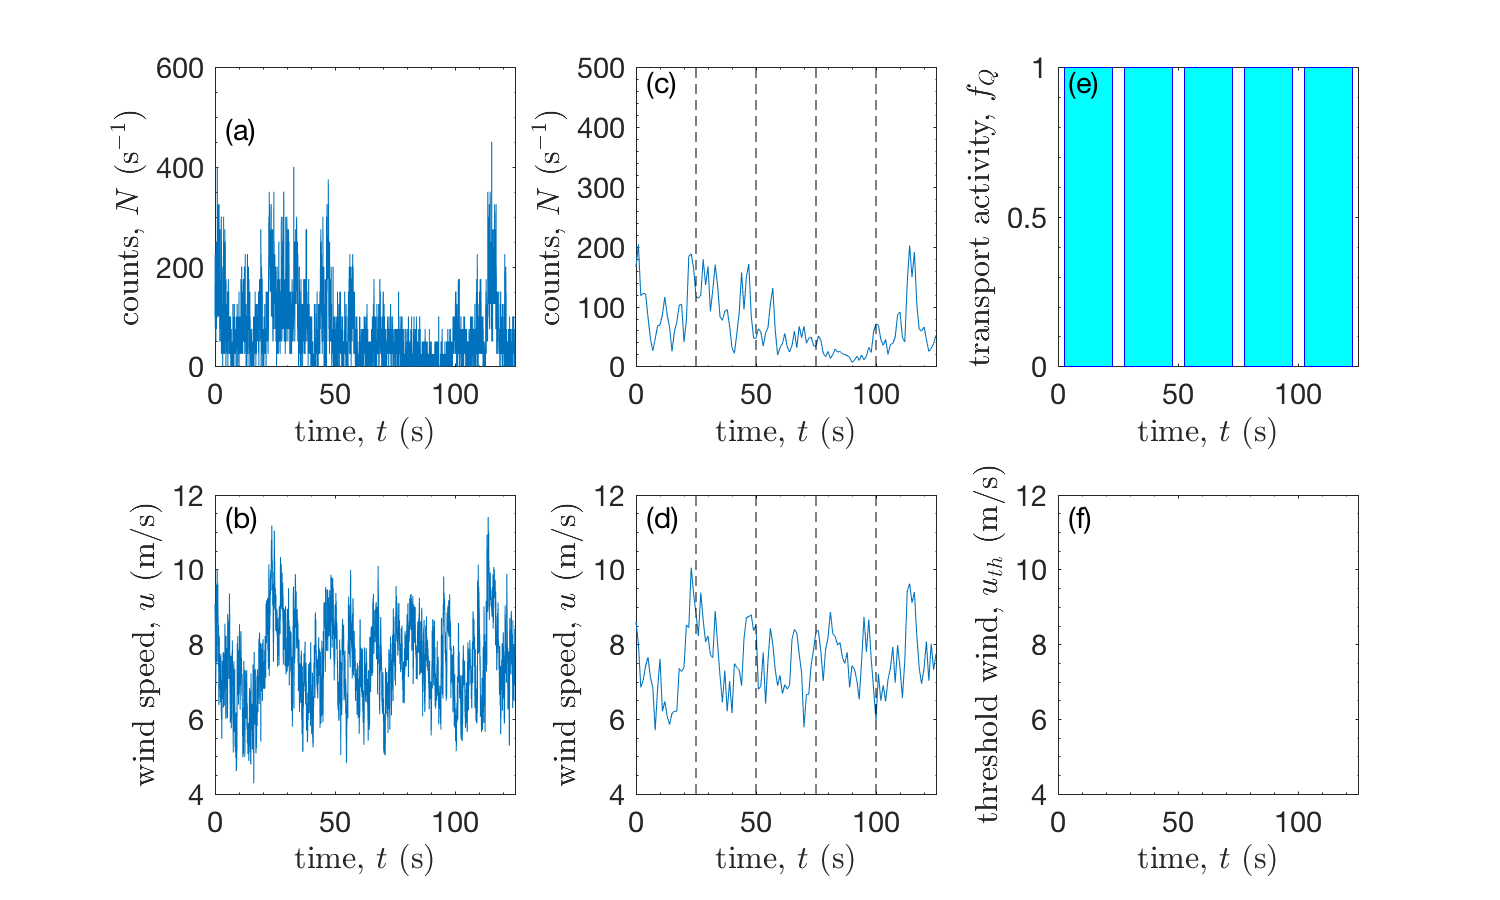 (a)
600
400
200
0
counts, N (s⁻¹)
0 50 100
time, t (s)
(c)
500
400
300
200
100
0
counts, N (s⁻¹)
0 50 100
time, t (s)
(e)
1
0.5
0
transport activity, f_Q
0 50 100
time, t (s)
(b)
12
10
8
6
4
wind speed, u (m/s)
0 50 100
time, t (s)
(d)
12
10
8
6
4
wind speed, u (m/s)
0 50 100
time, t (s)
(f)
12
10
8
6
4
threshold wind, u_th (m/s)
0 50 100
time, t (s)